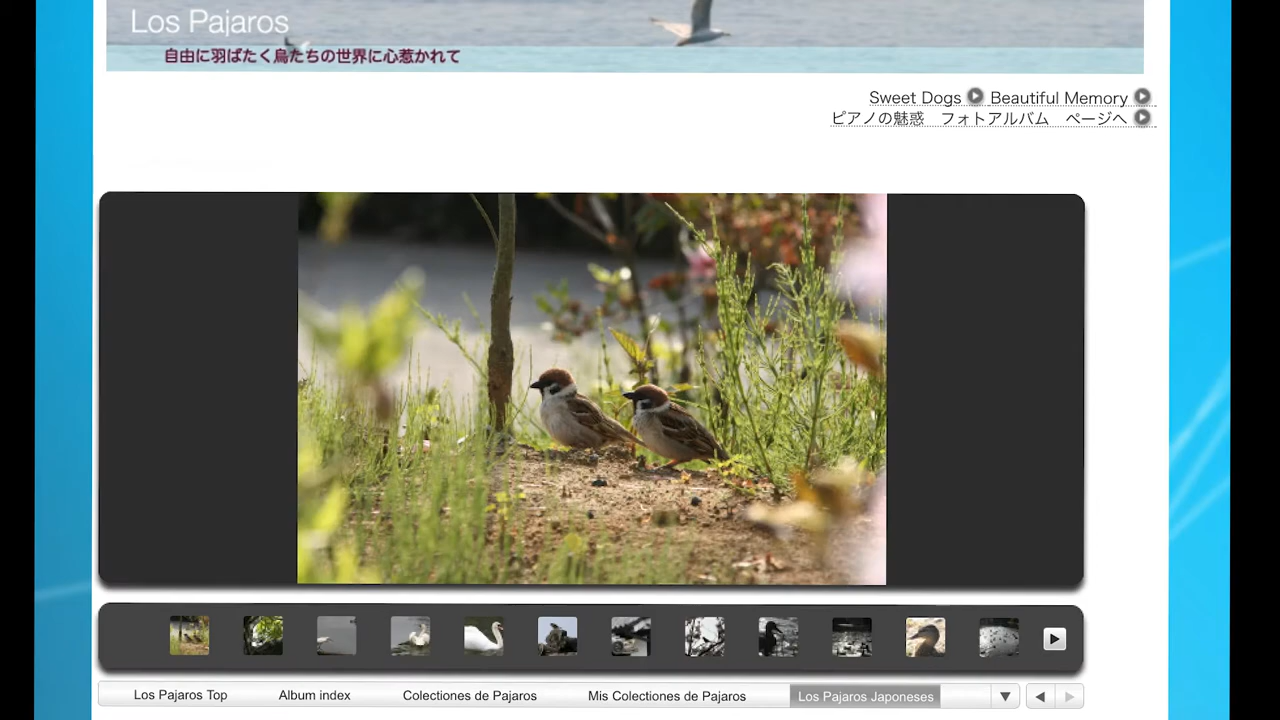 Los Pajaros
自由に羽ばたく鳥たちの世界に心惹かれて
Sweet Dogs Beautiful Memory
ピアノの魅惑 フォトアルバム ページへ
Los Pajaros Top Album index Colectiones de Pajaros Mis Colectiones de Pajaros Los Pajaros Japoneses